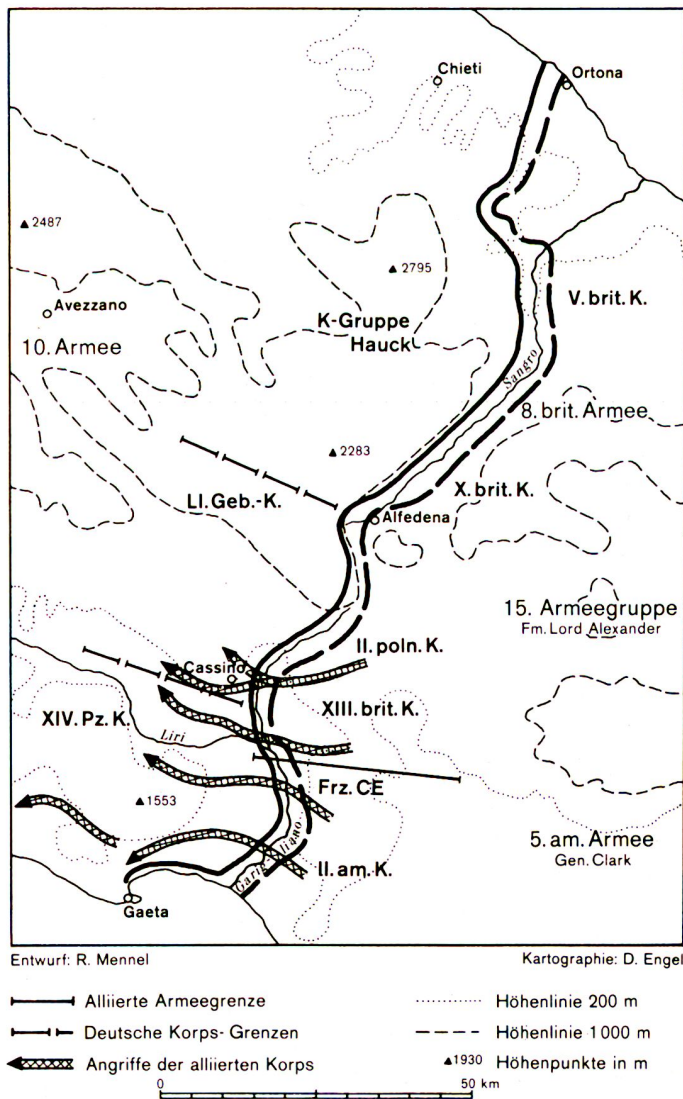 Chieti
Ortona
2487
2795
Avezzano
10. Armee
K-Gruppe
Hauck
V. brit. K.
Sangro
8. brit. Armee
2283
LI. Geb.-K.
X. brit. K.
Alfedena
15. Armeegruppe
Fm. Lord Alexander
II. poln. K.
Cassino
XIV. Pz. K.
XIII. brit. K.
Liri
Frz. CE
1553
5. am. Armee
Gen. Clark
Garig-liano
II. am. K.
Gaeta
Entwurf: R. Mennel
Kartographie: D. Engel
Alliierte Armeegrenze
Höhenlinie 200 m
Deutsche Korps-Grenzen
Höhenlinie 1000 m
Angriffe der alliierten Korps
1930 Höhenpunkte in m
0 50 km